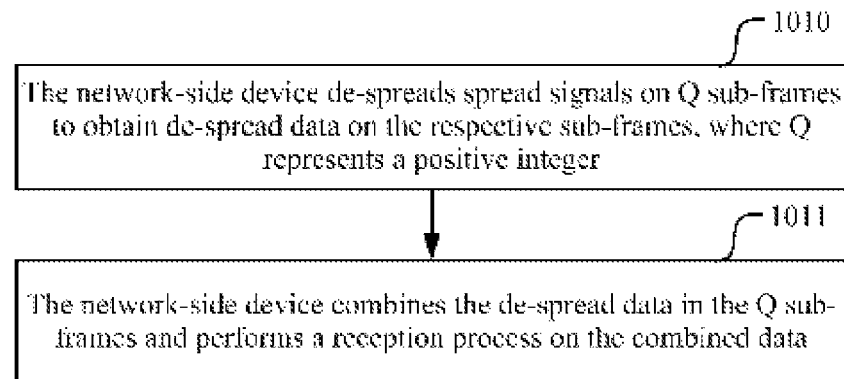 1010
The network-side device de-spreads spread signals on Q sub-frames
to obtain de-spread data on the respective sub-frames, where Q
represents a positive integer
1011
The network-side device combines the de-spread data in the Q sub-
frames and performs a reception process on the combined data